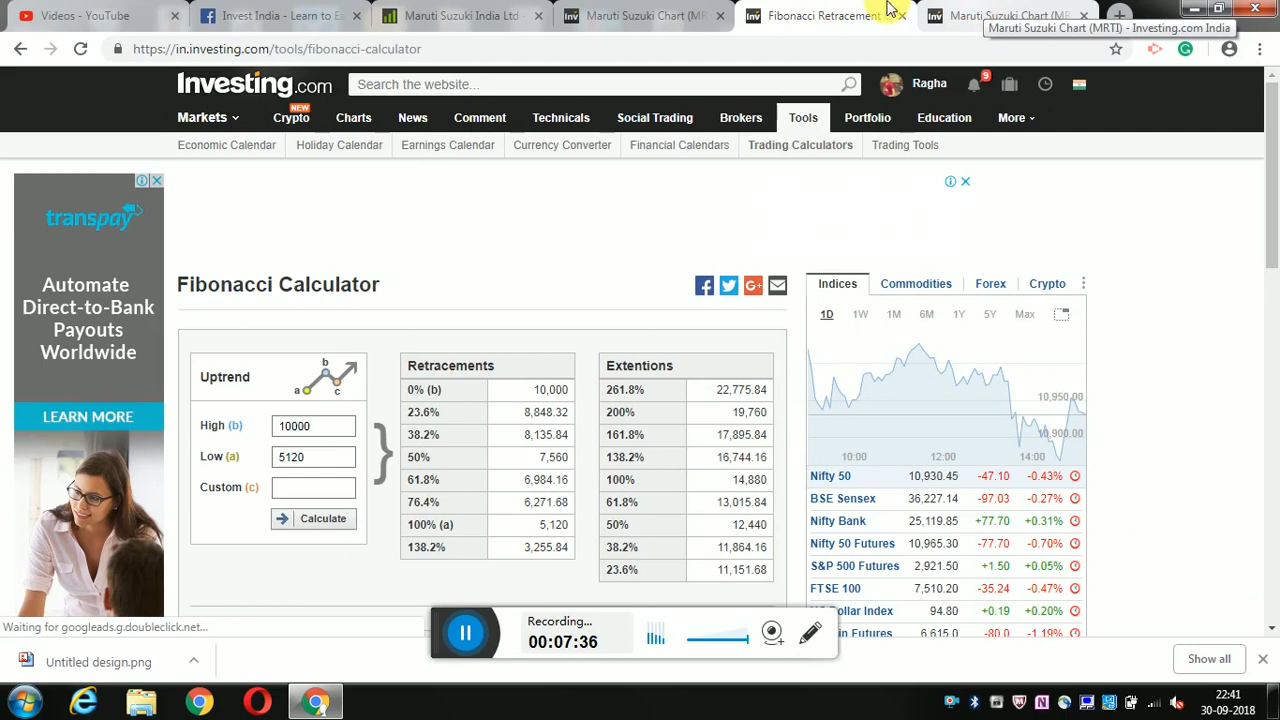 Videos - YouTube
Invest India - Learn to Ea
Maruti Suzuki India Ltd
Maruti Suzuki Chart (MRT
Fibonacci Retracement
Maruti Suzuki Chart (MR
Maruti Suzuki Chart (MRTI) - Investing.com India
https://in.investing.com/tools/fibonacci-calculator
Investing.com
Search the website...
Ragha
9
Markets
NEW
Crypto
Charts
News
Comment
Technicals
Social Trading
Brokers
Tools
Portfolio
Education
More
Economic Calendar
Holiday Calendar
Earnings Calendar
Currency Converter
Financial Calendars
Trading Calculators
Trading Tools
transpay
Automate
Direct-to-Bank
Payouts
Worldwide
LEARN MORE
Fibonacci Calculator
Uptrend
a b c
High (b) 10000
Low (a) 5120
Custom (c)
Calculate
Retracements
0% (b) 10,000
23.6% 8,848.32
38.2% 8,135.84
50% 7,560
61.8% 6,984.16
76.4% 6,271.68
100% (a) 5,120
138.2% 3,255.84
Extentions
261.8% 22,775.84
200% 19,760
161.8% 17,895.84
138.2% 16,744.16
100% 14,880
61.8% 13,015.84
50% 12,440
38.2% 11,864.16
23.6% 11,151.68
Indices
Commodities
Forex
Crypto
1D 1W 1M 6M 1Y 5Y Max
10,950.00
10,900.00
10:00 12:00 14:00
Nifty 50 10,930.45 -47.10 -0.43%
BSE Sensex 36,227.14 -97.03 -0.27%
Nifty Bank 25,119.85 +77.70 +0.31%
Nifty 50 Futures 10,965.30 -77.70 -0.70%
S&P 500 Futures 2,921.50 +1.50 +0.05%
FTSE 100 7,510.20 -35.24 -0.47%
Dollar Index 94.80 +0.19 +0.20%
Futures 6,615.0 -80.0 -1.19%
Waiting for googleads.g.doubleclick.net...
Recording...
00:07:36
Untitled design.png
Show all
22:41
30-09-2018